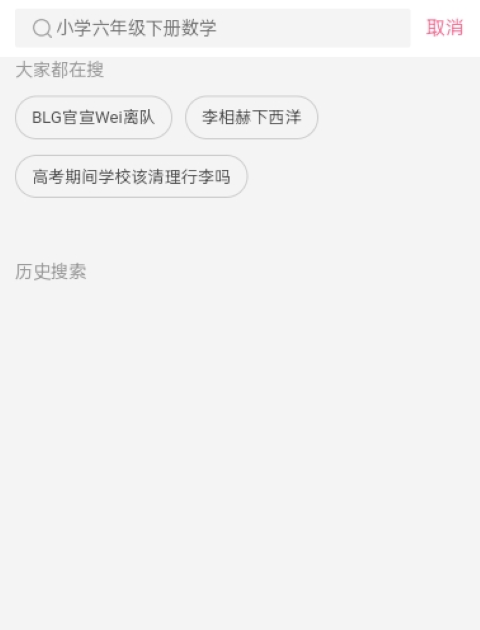 小学六年级下册数学
取消
大家都在搜
BLG官宣Wei离队
李相赫下西洋
高考期间学校该清理行李吗
历史搜索